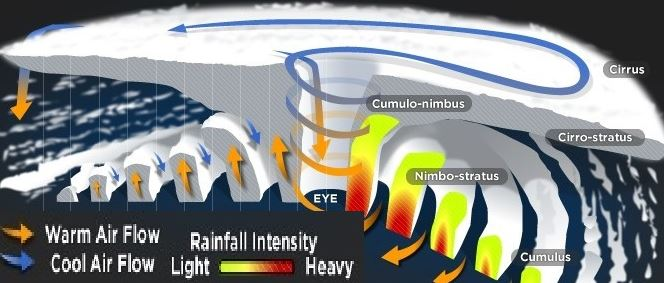 Cirrus
Cumulo-nimbus
Cirro-stratus
Nimbo-stratus
EYE
Warm Air Flow
Rainfall Intensity
Cool Air Flow
Light
Heavy
Cumulus